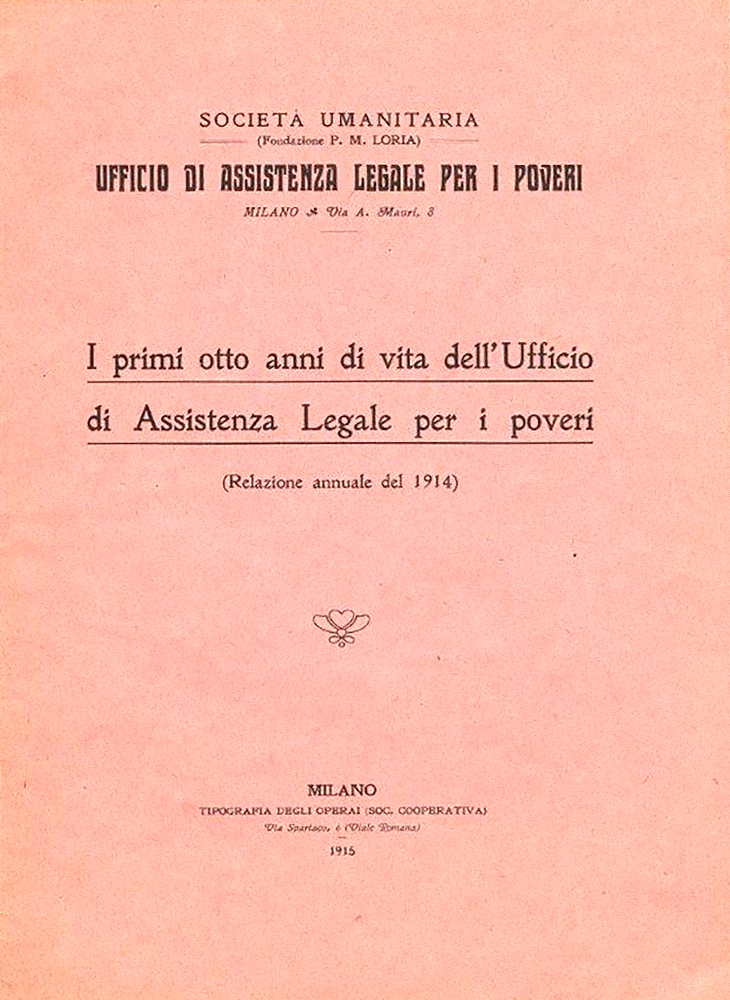 SOCIETÀ UMANITARIA
(Fondazione P. M. LORIA)
UFFICIO DI ASSISTENZA LEGALE PER I POVERI
MILANO Via A. Mauri, 8
I primi otto anni di vita dell'Ufficio
di Assistenza Legale per i poveri
(Relazione annuale del 1914)
MILANO
TIPOGRAFIA DEGLI OPERAI (SOC. COOPERATIVA)
Via Spartaco, 6 (Viale Romana)
1915